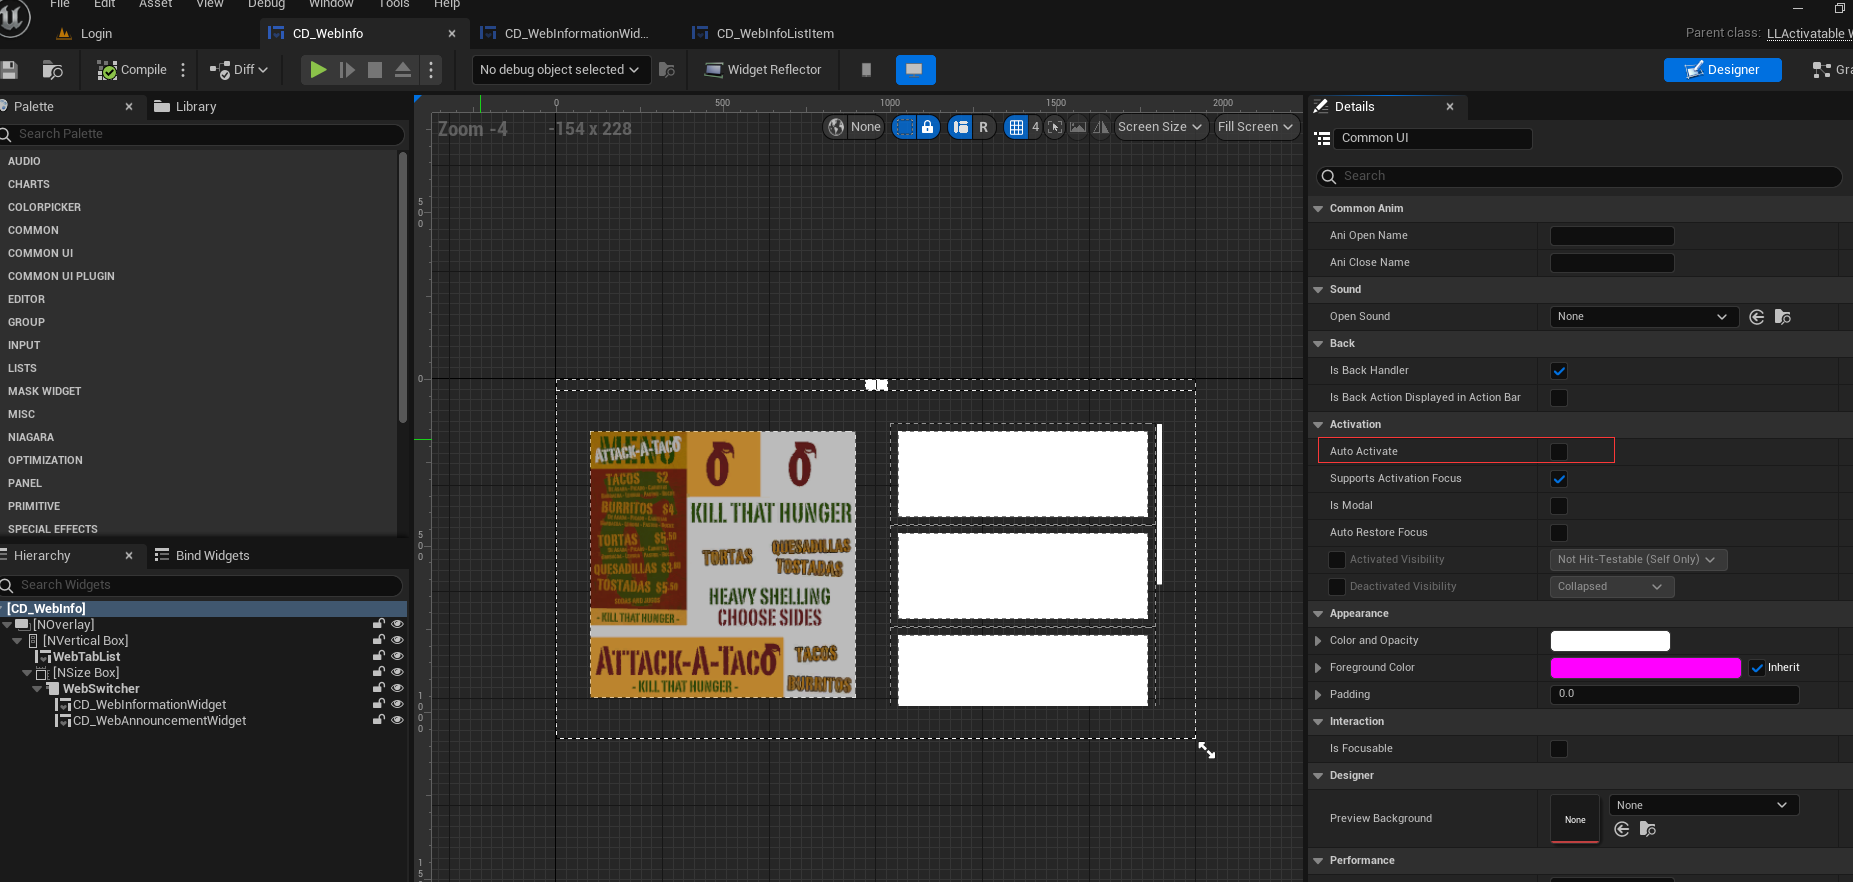 File Edit Asset View Debug Window Tools Help
Login
CD_WebInfo
CD_WebInformationWid...
CD_WebInfoListItem
Parent class: LLActivatable W
Compile
Diff
No debug object selected
Widget Reflector
Designer
Gra
Palette
Library
Search Palette
AUDIO
CHARTS
COLORPICKER
COMMON
COMMON UI
COMMON UI PLUGIN
EDITOR
GROUP
INPUT
LISTS
MASK WIDGET
MISC
NIAGARA
OPTIMIZATION
PANEL
PRIMITIVE
SPECIAL EFFECTS
Hierarchy
Bind Widgets
Search Widgets
[CD_WebInfo]
[NOverlay]
[NVertical Box]
WebTabList
[NSize Box]
WebSwitcher
CD_WebInformationWidget
CD_WebAnnouncementWidget
0 500 1000 1500 2000
Zoom -4
-154 x 228
None
R
4
Screen Size
Fill Screen
500
0
500
1000
1 5
MENU
ATTACK-A-TACO
TACOS $2
BURRITOS $4
TORTAS $5.50
QUESADILLAS $3
TOSTADAS $5.50
- KILL THAT HUNGER -
KILL THAT HUNGER
TORTAS
QUESADILLAS
TOSTADAS
HEAVY SHELLING
CHOOSE SIDES
ATTACK-A-TACO
- KILL THAT HUNGER -
TACOS
BURRITOS
Details
Common UI
Search
Common Anim
Ani Open Name
Ani Close Name
Sound
Open Sound
None
Back
Is Back Handler
Is Back Action Displayed in Action Bar
Activation
Auto Activate
Supports Activation Focus
Is Modal
Auto Restore Focus
Activated Visibility
Not Hit-Testable (Self Only)
Deactivated Visibility
Collapsed
Appearance
Color and Opacity
Foreground Color
Inherit
Padding
0.0
Interaction
Is Focusable
Designer
Preview Background
None
None
Performance